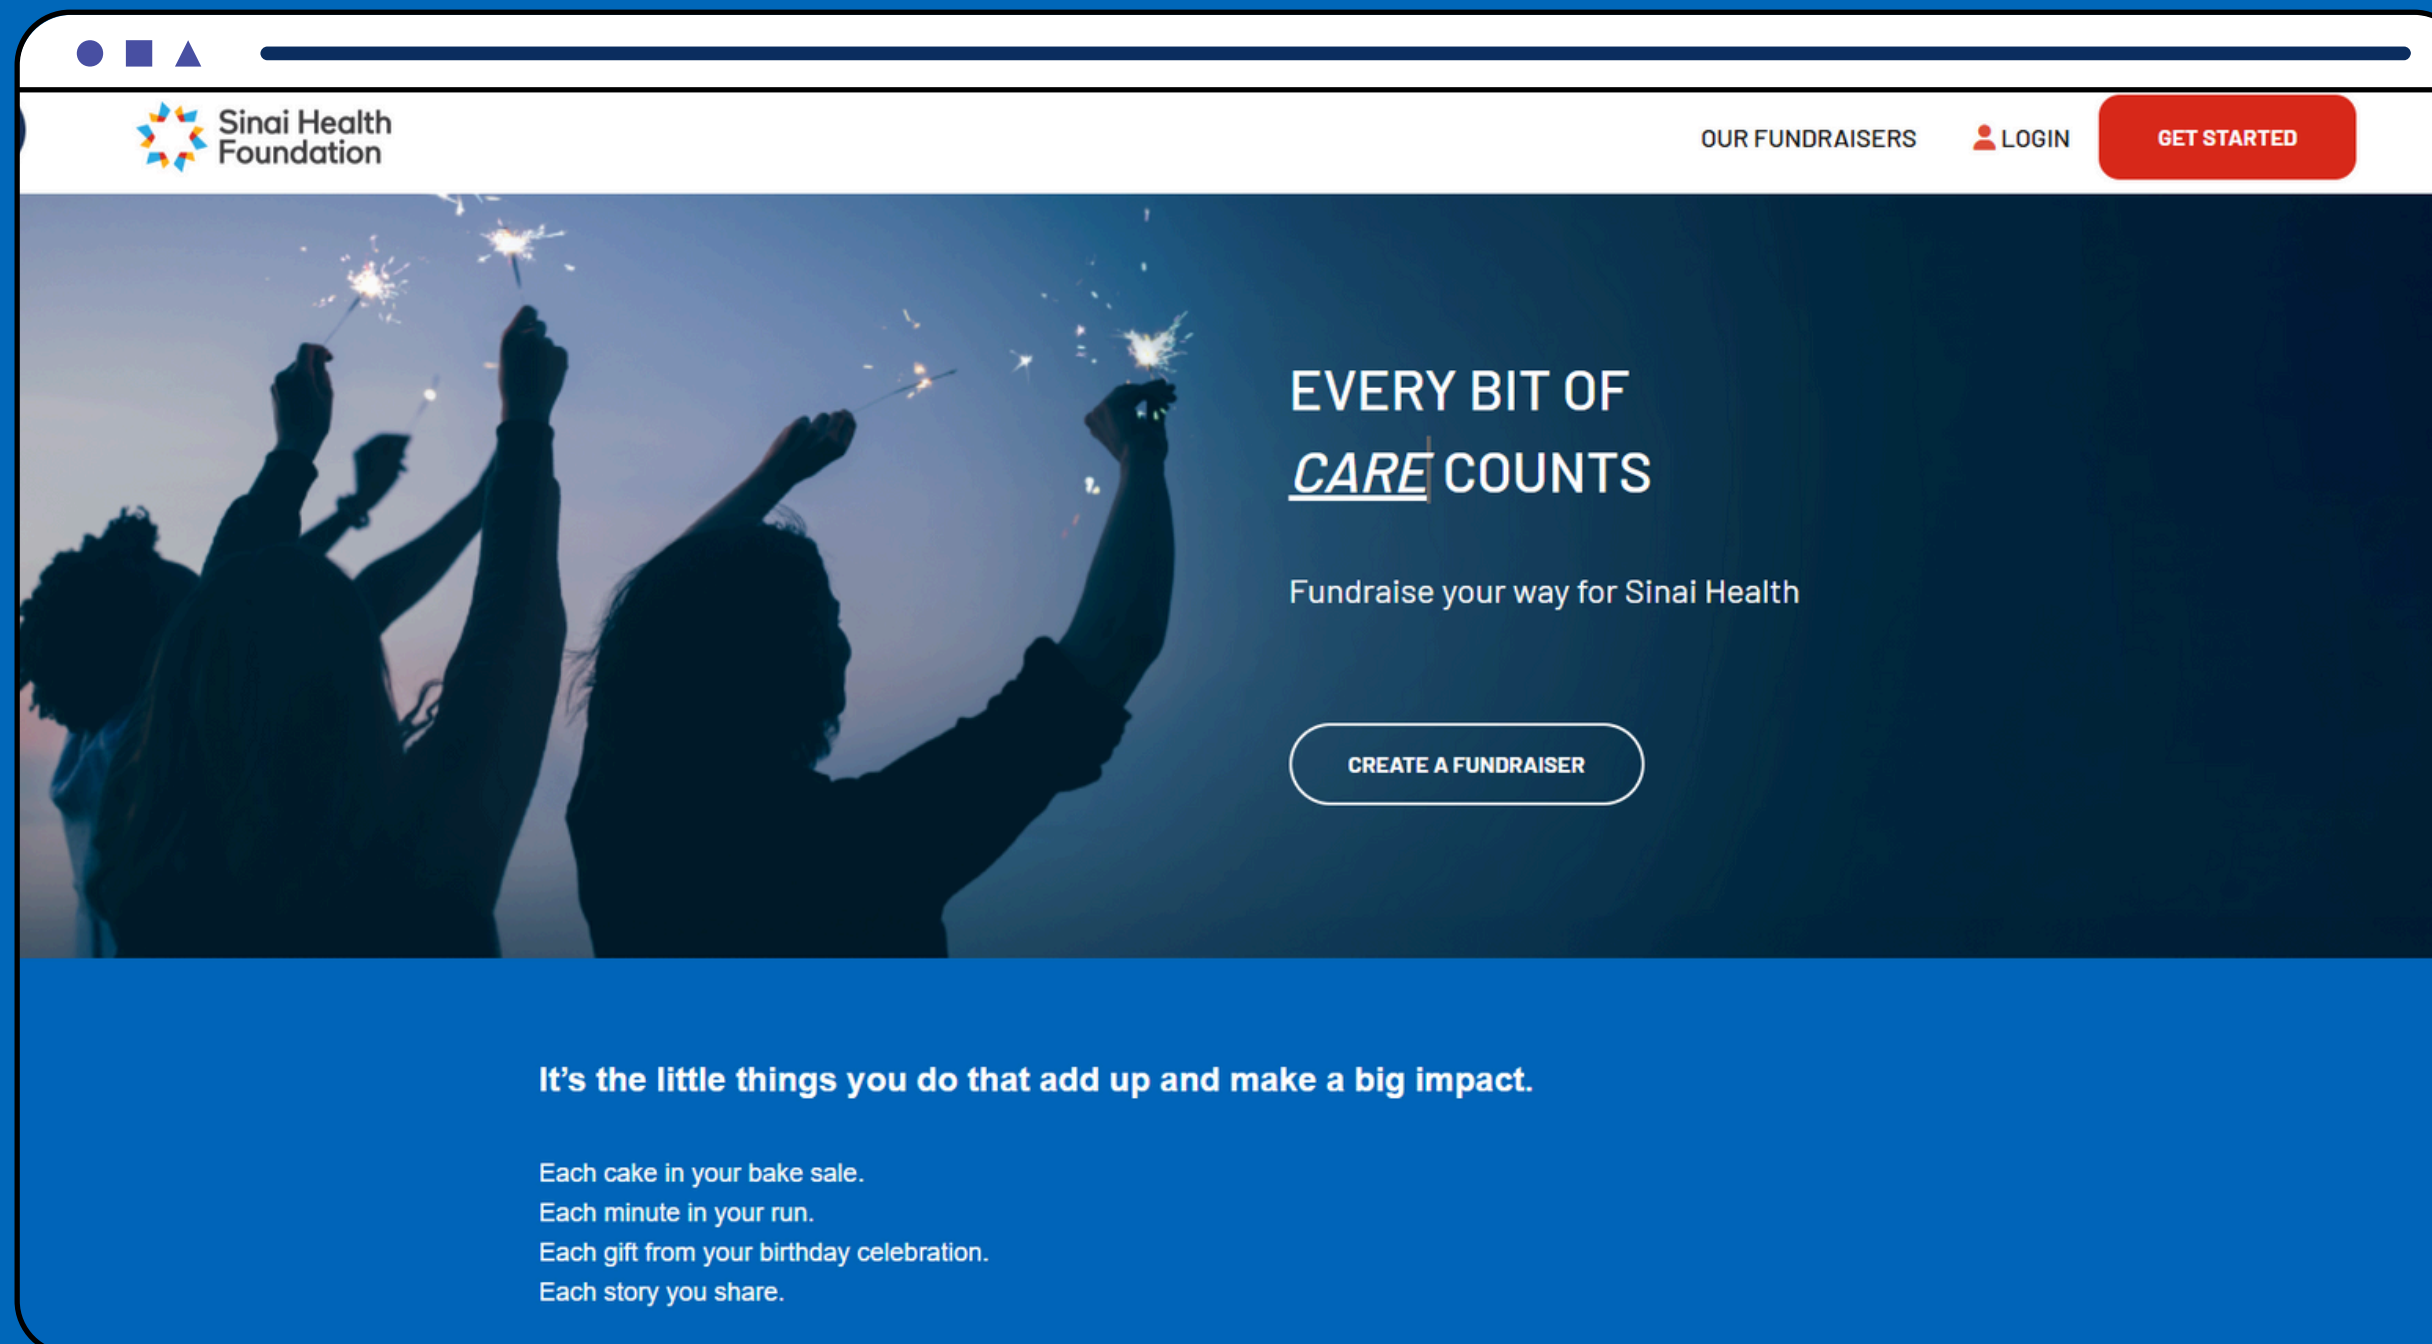 Sinai Health
Foundation
OUR FUNDRAISERS
LOGIN
GET STARTED
EVERY BIT OF
CARE COUNTS
Fundraise your way for Sinai Health
CREATE A FUNDRAISER
It’s the little things you do that add up and make a big impact.
Each cake in your bake sale.
Each minute in your run.
Each gift from your birthday celebration.
Each story you share.